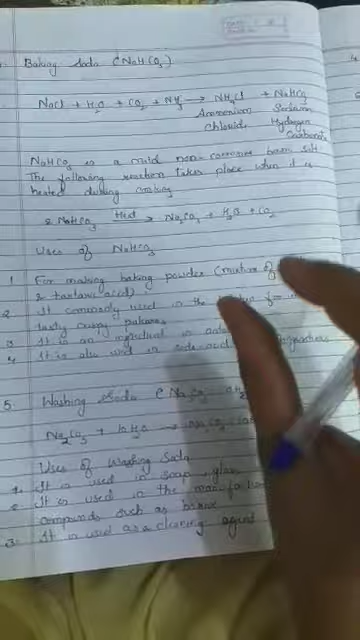 Baking Soda (NaHCO3)
NaCl + H2O + CO2 + NH3 → NH4Cl + NaHCO3
Ammonium Sodium
Chloride Hydrogen
Carbonate
NaHCO3 is a mild non-corrosive basic salt
The following reaction takes place when it is
heated during cooking
2 NaHCO3 Heat → Na2CO3 + H2O + CO2
Uses of NaHCO3
1 For making baking powder (mixture of
& tartaric acid)
2. It commonly used in the
tasty crispy pakoras
3 It is an ingredient in
4 It is also used in soda acid
5. Washing Soda (Na2CO3
Na2CO3 + 10H2O →
Uses of Washing Soda
1. It is used in soap glass
2 It is used in the
compounds such as borax
3. It is used as a cleaning agent